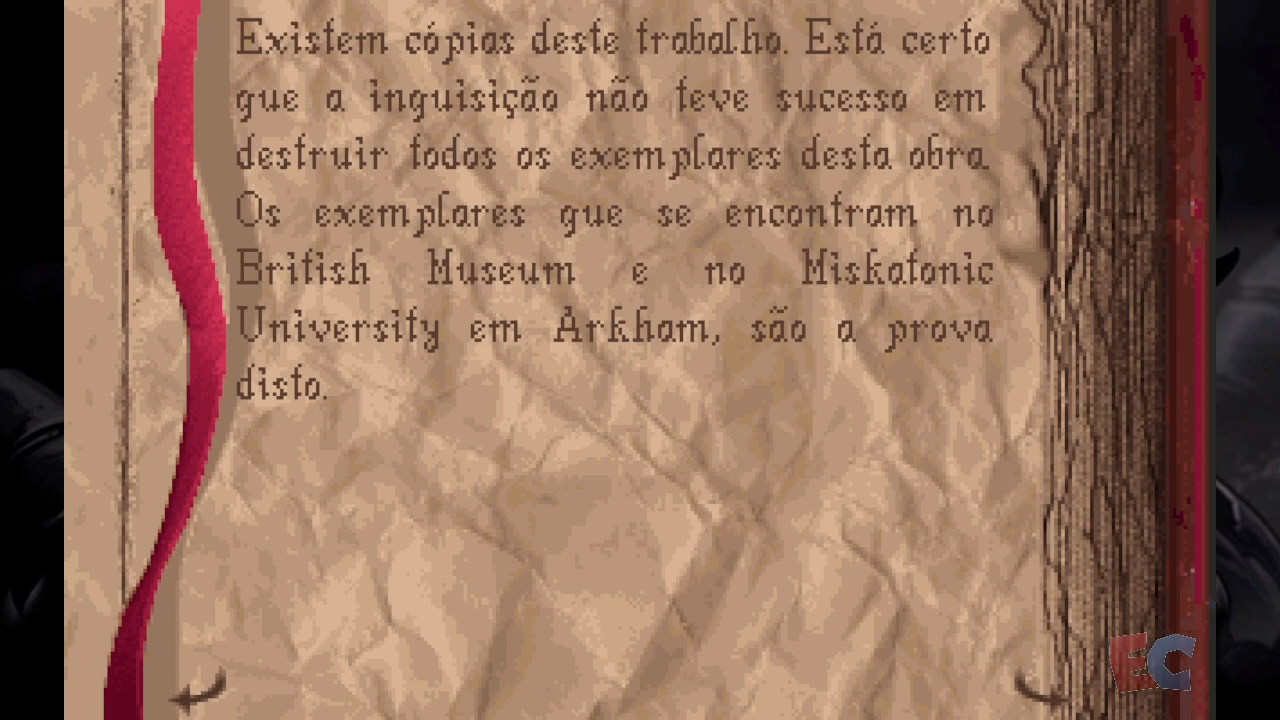 Existem cópias deste trabalho. Está certo
que a inquisição não teve sucesso em
destruir todos os exemplares desta obra.
Os exemplares que se encontram no
British Museum e no Miskatonic
University em Arkham, são a prova
disto.
EC